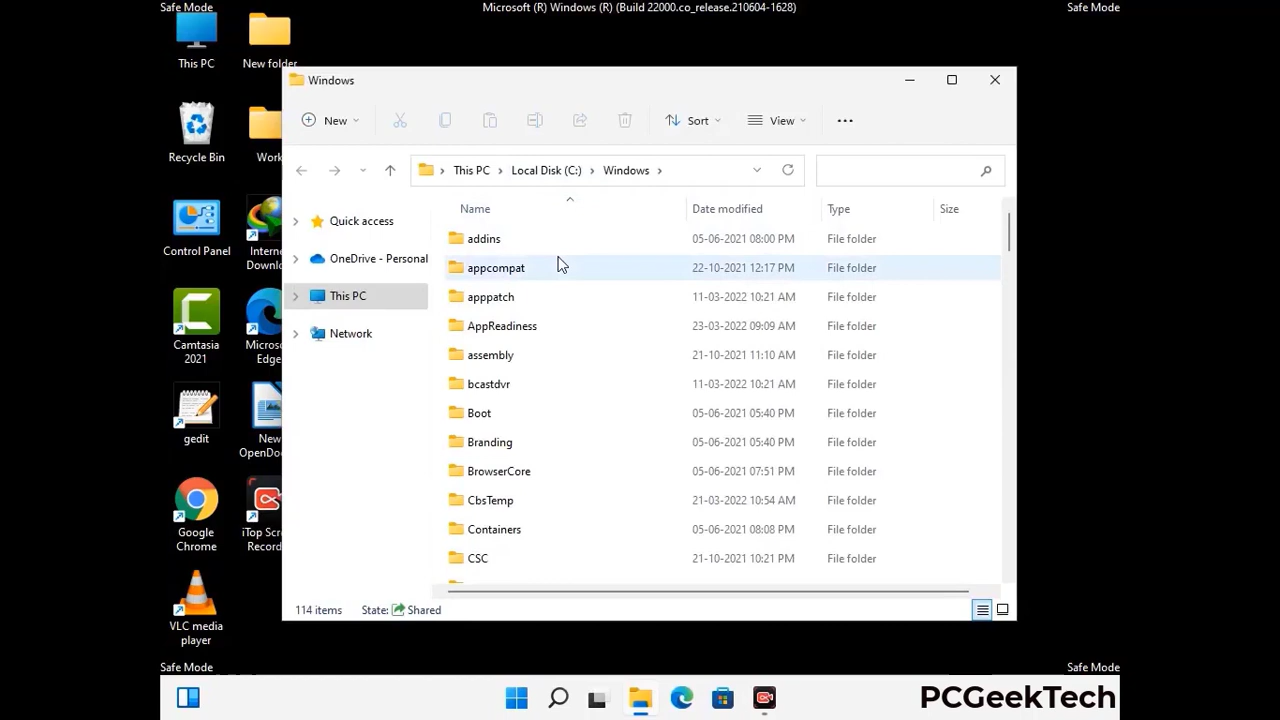 Safe Mode
Microsoft (R) Windows (R) (Build 22000.co_release.210604-1628)
Safe Mode
This PC
New folder
Recycle Bin
Work
Control Panel
Internet
Downlo
Camtasia
2021
Micros
Edge
gedit
New
OpenDoc
Google
Chrome
iTop Scr
Record
VLC media
player
Windows
New
Sort
View
This PC > Local Disk (C:) > Windows >
Quick access
OneDrive - Personal
This PC
Network
Name Date modified Type Size
addins 05-06-2021 08:00 PM File folder
appcompat 22-10-2021 12:17 PM File folder
apppatch 11-03-2022 10:21 AM File folder
AppReadiness 23-03-2022 09:09 AM File folder
assembly 21-10-2021 11:10 AM File folder
bcastdvr 11-03-2022 10:21 AM File folder
Boot 05-06-2021 05:40 PM File folder
Branding 05-06-2021 05:40 PM File folder
BrowserCore 05-06-2021 07:51 PM File folder
CbsTemp 21-03-2022 10:54 AM File folder
Containers 05-06-2021 08:08 PM File folder
CSC 21-10-2021 10:21 PM File folder
114 items State: Shared
Safe Mode
Safe Mode
PCGeekTech